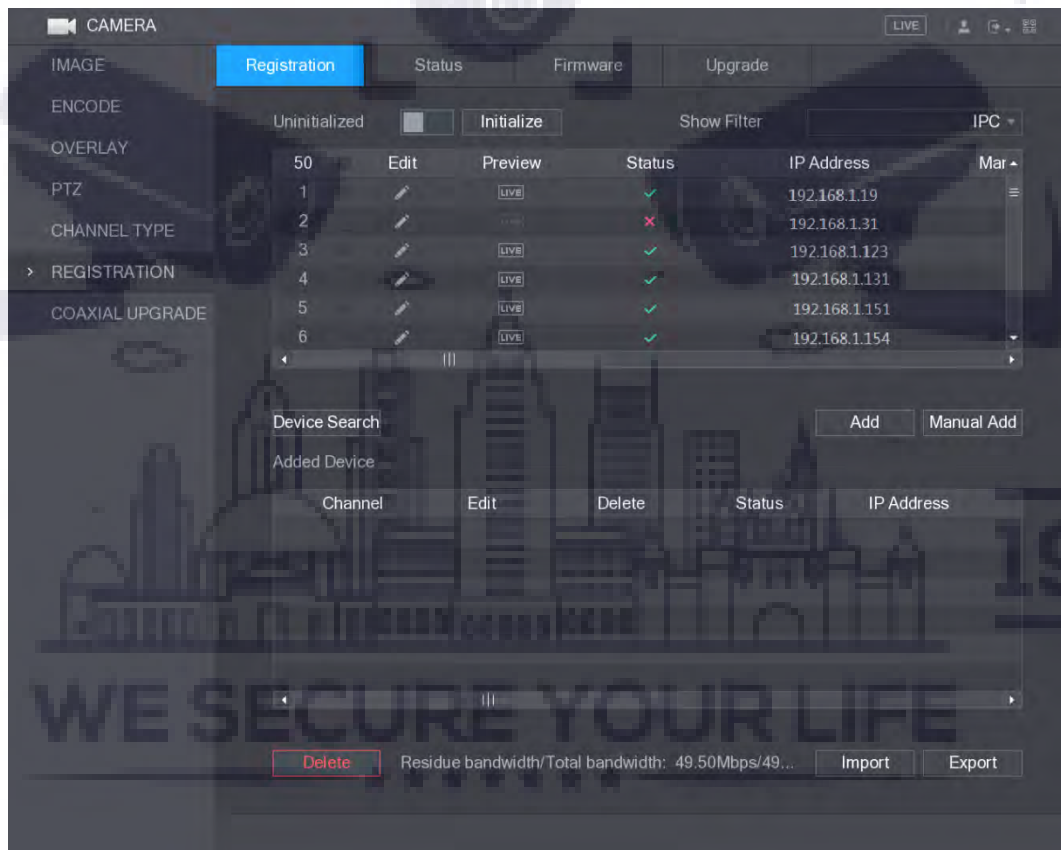 CAMERA LIVE
IMAGE Registration Status Firmware Upgrade
ENCODE Uninitialized Initialize Show Filter IPC
OVERLAY 50 Edit Preview Status IP Address Mar
PTZ 1 LIVE 192.168.1.19
2 192.168.1.31
CHANNEL TYPE 3 LIVE 192.168.1.123
REGISTRATION 4 LIVE 192.168.1.131
COAXIAL UPGRADE 5 LIVE 192.168.1.151
6 LIVE 192.168.1.154
Device Search Add Manual Add
Added Device
Channel Edit Delete Status IP Address
19
WE SECURE YOUR LIFE
Delete Residue bandwidth/Total bandwidth: 49.50Mbps/49... Import Export